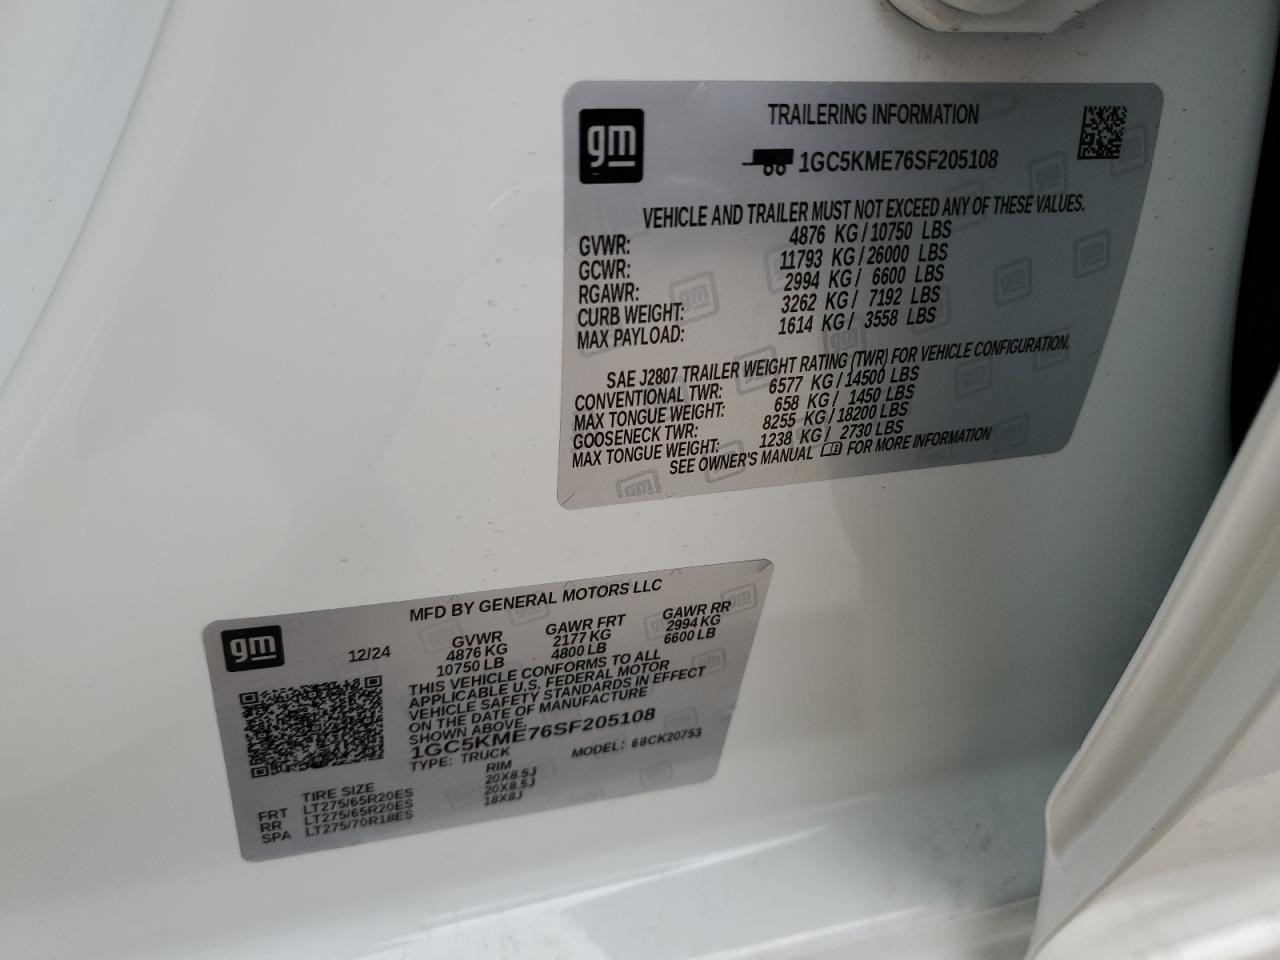 gm
TRAILERING INFORMATION
1GC5KME76SF205108
VEHICLE AND TRAILER MUST NOT EXCEED ANY OF THESE VALUES.
GVWR: 4876 KG / 10750 LBS
GCWR: 11793 KG / 26000 LBS
RGAWR: 2994 KG / 6600 LBS
CURB WEIGHT: 3262 KG / 7192 LBS
MAX PAYLOAD: 1614 KG / 3558 LBS
SAE J2807 TRAILER WEIGHT RATING (TWR) FOR VEHICLE CONFIGURATION.
CONVENTIONAL TWR: 6577 KG / 14500 LBS
MAX TONGUE WEIGHT: 658 KG / 1450 LBS
GOOSENECK TWR: 8255 KG / 18200 LBS
MAX TONGUE WEIGHT: 1238 KG / 2730 LBS
SEE OWNER'S MANUAL FOR MORE INFORMATION
gm
MFD BY GENERAL MOTORS LLC
12/24 GVWR GAWR FRT GAWR RR
4876 KG 2177 KG 2994 KG
10750 LB 4800 LB 6600 LB
THIS VEHICLE CONFORMS TO ALL
APPLICABLE U.S. FEDERAL MOTOR
VEHICLE SAFETY STANDARDS IN EFFECT
ON THE DATE OF MANUFACTURE
SHOWN ABOVE.
1GC5KME76SF205108
TYPE: TRUCK MODEL: 68CK20753
TIRE SIZE RIM
FRT LT275/65R20ES 20X8.5J
RR LT275/65R20ES 20X8.5J
SPA LT275/70R18ES 18X8J